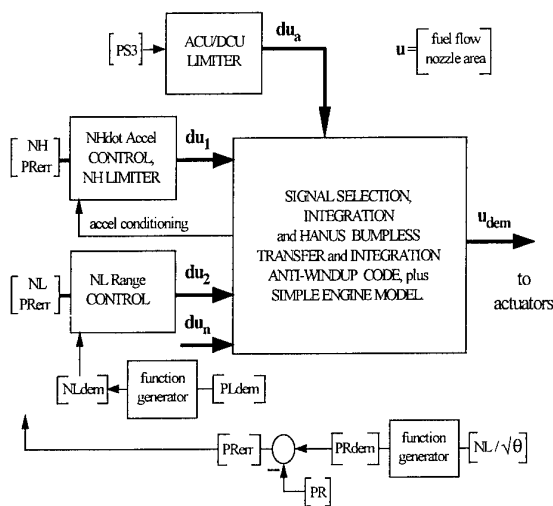 ACU/DCU
LIMITER
[PS3]
du_a
u = [fuel flow
nozzle area]
[NH
PRerr]
NHdot Accel
CONTROL,
NH LIMITER
du_1
accel conditioning
SIGNAL SELECTION,
INTEGRATION
and HANUS BUMPLESS
TRANSFER and INTEGRATION
ANTI-WINDUP CODE, plus
SIMPLE ENGINE MODEL.
u_dem
to
actuators
[NL
PRerr]
NL Range
CONTROL
du_2
du_n
[NLdem]
function
generator
[PLdem]
[PRerr]
−
[PRdem]
function
generator
[NL/√θ]
[PR]